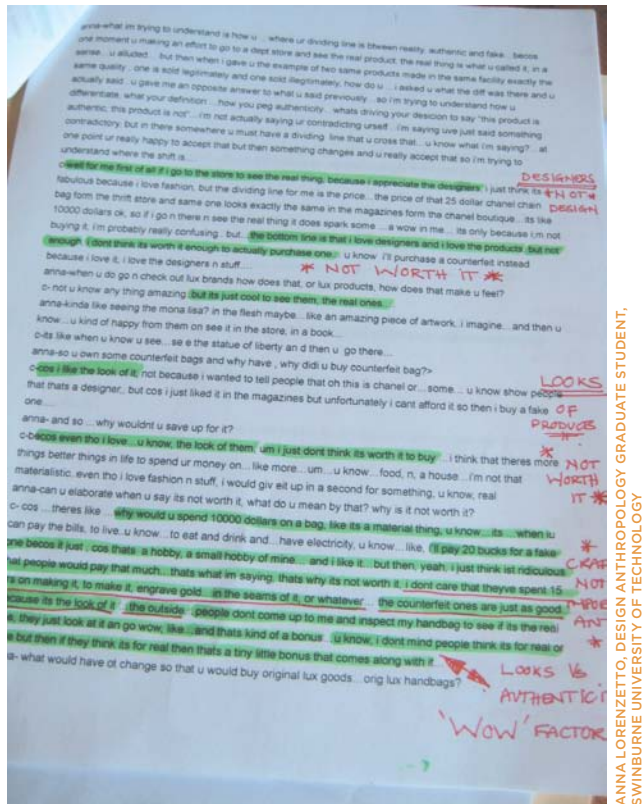 anna-what im trying to understand is how u ... where ur dividing line is btween reality, authentic and fake.. becos
one moment u making an effort to go to a dept store and see the real product, the real thing is what u called it, in a
sense... u alluded... but then when i gave u the example of two same products made in the same facility exactly the
same quality , one is sold legitimately and one sold illegitimately, how do u ... i asked u what the diff was there and u
actually said.. u gave me an opposite answer to what u said previously... so i'm trying to understand how u
differentiate, what your definition ... how you peg authenticity... whats driving your desicion to say "this product is
authentic, this product is not"... i'm not actually saying ur contradicting urself.. i'm saying uve just said somsthing
contradictory, but in there somewhere u must have a dividing line that u cross that.. u know what i'm saying?... at
one point ur really happy to accept that but then something changes and u really accept that so i'm trying to
understand where the shift is....
c-well for me first of all if i go to the store to see the real thing, because i appreciate the designers, i just think its
DESIGNERS
fabulous because i love fashion, but the dividing line for me is the price... the price of that 25 dollar chanel chain
*NOT*
DESIGN
bag form the thrift store and same one looks exactly the same in the magazines form the chanel boutique... its like
10000 dollars ok, so if i go n there n see the real thing it does spark some ... a wow in me... its only because i,m not
buying it, i'm probably really confusing.. but... the bottom line is that i love designers and i love the products, but not
enough, i dont think its worth it enough to actually purchase one... u know i'll purchase a counterfeit instead
because i love it, i love the designers n stuff....
* NOT WORTH IT *
anna-when u do go n check out lux brands how does that, or lux products, how does that make u feel?
c- not u know any thing amazing, but its just cool to see them, the real ones...
anna-kinda like seeing the mona lisa? in the flesh maybe... like an amazing piece of artwork, i imagine... and then u
know... u kind of happy from them on see it in the store, in a book....
c-its like when u know u see... se e the statue of liberty an d then u go there...
anna-so u own some counterfeit bags and why have , why didi u buy counterfeit bag?>
c-cos i like the look of it, not because i wanted to tell people that oh this is chanel or... some... u know show people
LOOKS
that thats a designer,. but cos i just liked it in the magazines but unfortunately i cant afford it so then i buy a fake
OF
one....
PRODUCT
anna- and so ... why wouldnt u save up for it?
c-becos even tho i love... u know, the look of them, um i just dont think its worth it to buy ... i think that theres more
* NOT
things better things in life to spend ur money on... like more... um... u know... food, n, a house... i'm not that
WORTH
materialistic..even tho i love fashion n stuff, i would giv eit up in a second for something, u know, real
IT *
anna-can u elaborate when u say its not worth it, what do u mean by that? why is it not worth it?
c- cos ...theres like ... why would u spend 10000 dollars on a bag, like its a material thing, u know... its ... when iu
can pay the bills, to live..u know... to eat and drink and... have electricity, u know... like, i'll pay 20 bucks for a fake
*
one becos it just , cos thats a hobby, a small hobby of mine... and i like it... but then, yeah, i just think ist ridiculous
NOT
people would pay that much... thats what im saying, thats why its not worth it, i dont care that theyve spent 15
on making it, to make it, engrave gold... in the seams of it, or whatever... the counterfeit ones are just as good
its the look of it... the outside.. people dont come up to me and inspect my handbag to see if its the real
*
they just look at it an go wow, like... and thats kind of a bonus... u know, i dont mind people think its for real or
but then if they think its for real then thats a tiny little bonus that comes along with it...
LOOKS Vs
what would have ot change so that u would buy original lux goods... orig lux handbags?
'WOW' FACTOR
ANNA LORENZETTO, DESIGN ANTHROPOLOGY GRADUATE STUDENT,
SWINBURNE UNIVERSITY OF TECHNOLOGY